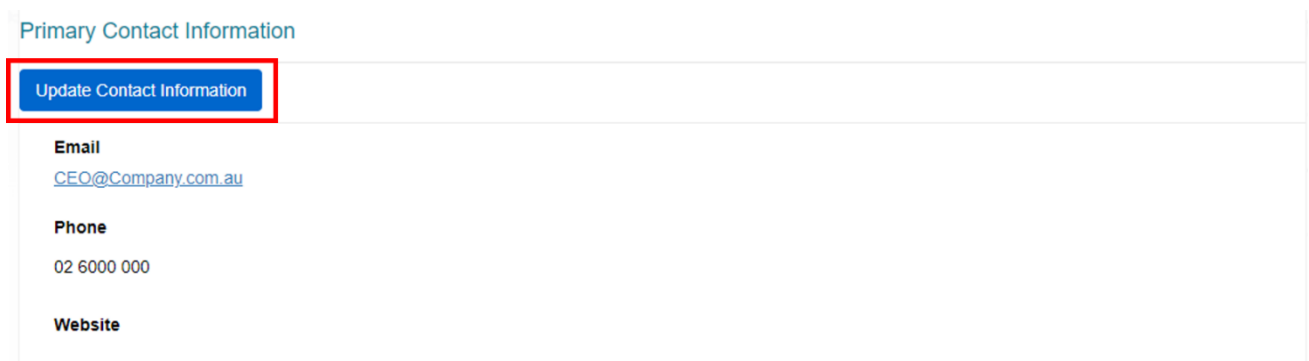 Primary Contact Information
Update Contact Information
Email
CEO@Company.com.au
Phone
02 6000 000
Website